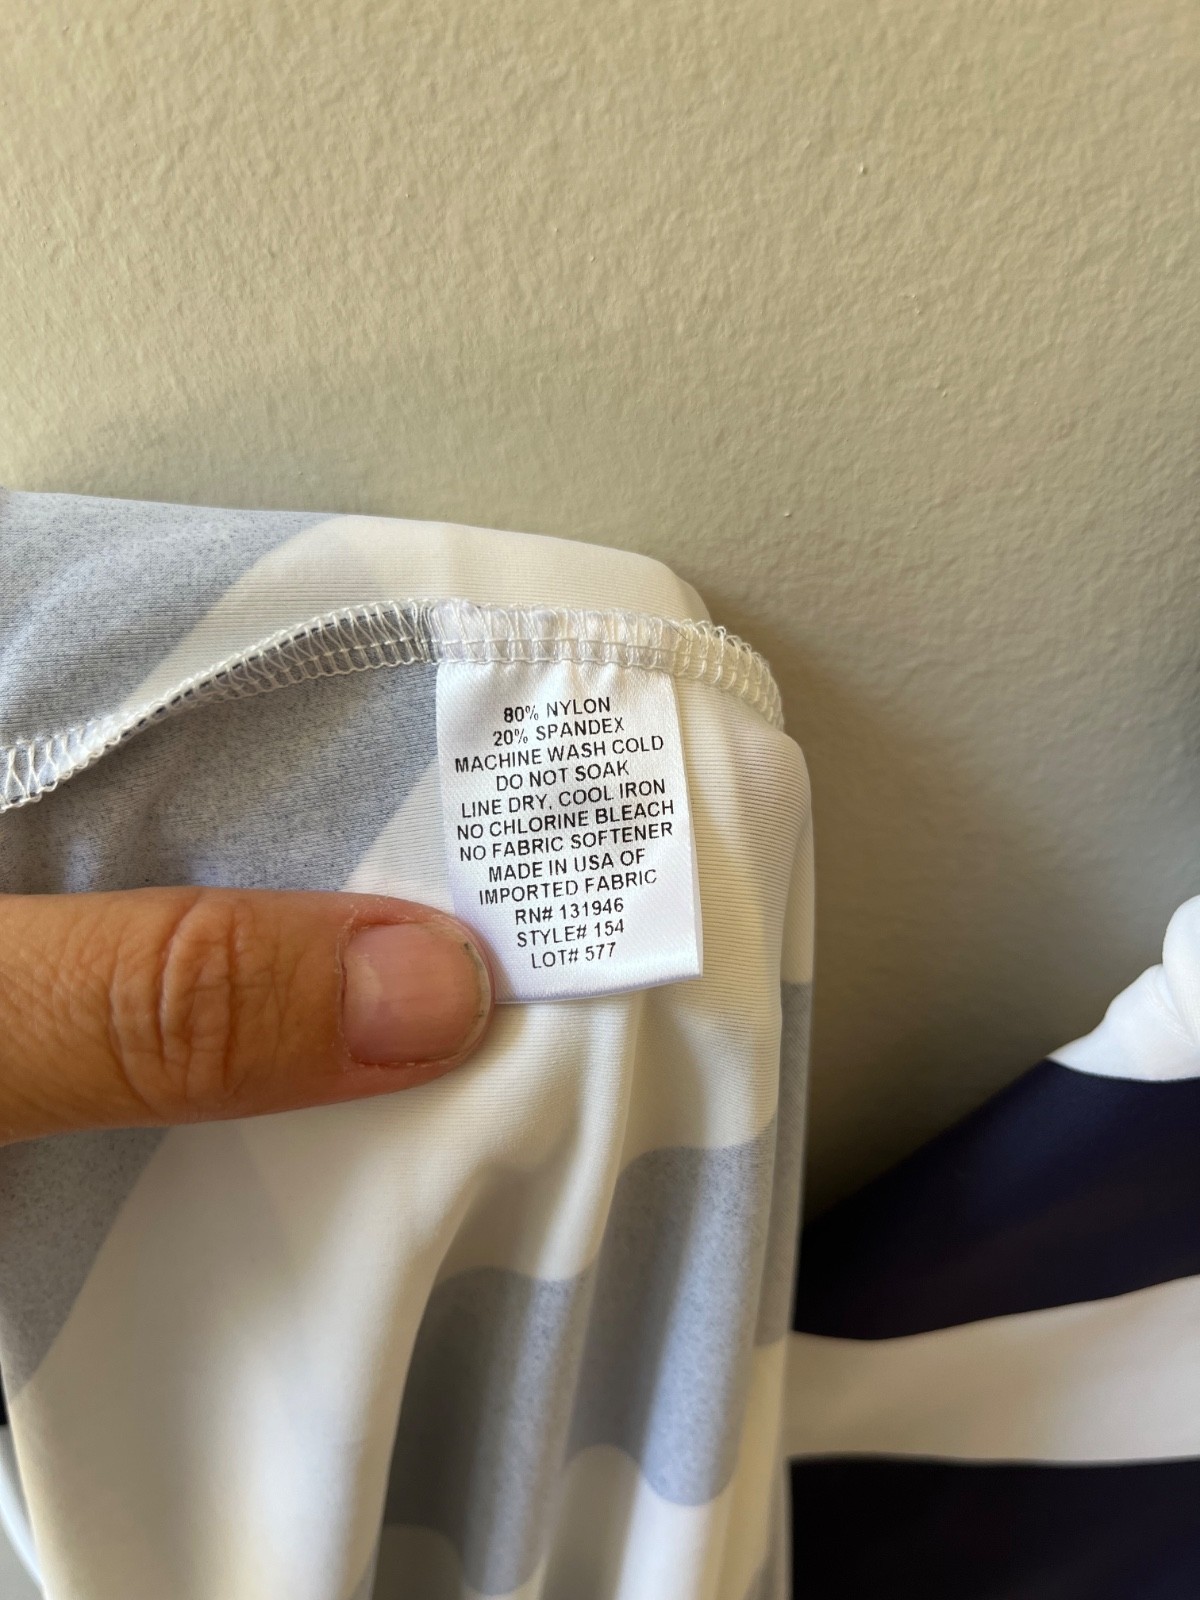 80% NYLON
20% SPANDEX
MACHINE WASH COLD
DO NOT SOAK
LINE DRY, COOL IRON
NO CHLORINE BLEACH
NO FABRIC SOFTENER
MADE IN USA OF
IMPORTED FABRIC
RN# 131946
STYLE# 154
LOT# 577